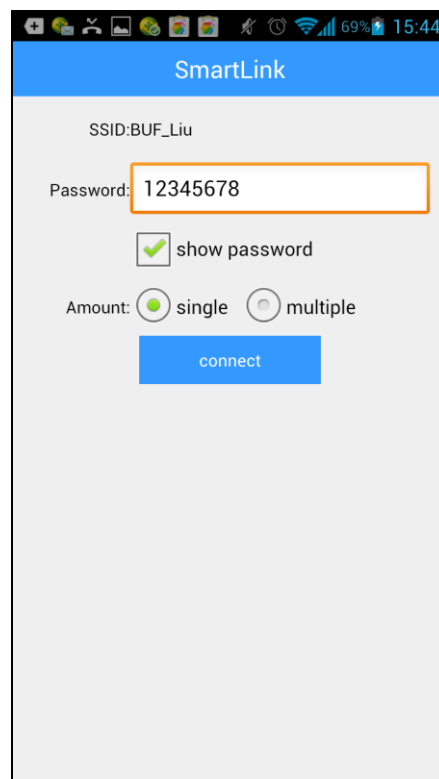 69% 15:44
SmartLink
SSID:BUF_Liu
Password: 12345678
show password
Amount: single multiple
connect